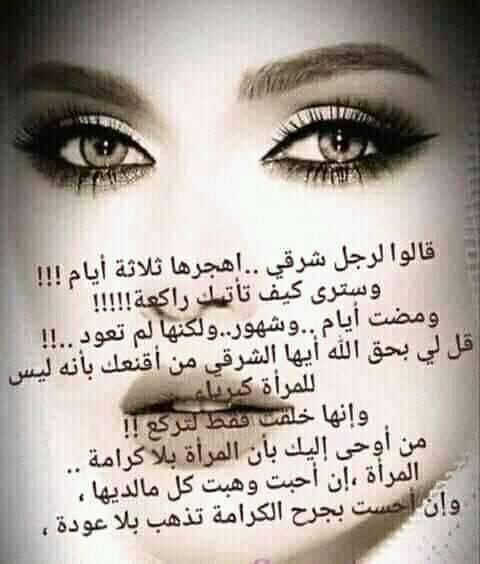 قالوا لرجل شرقي ..اهجرها ثلاثة أيام !!!
وسترى كيف تأتيك راكعة!!!!!
ومضت أيام ..وشهور..ولكنها لم تعود ..!!
قل لي بحق الله أيها الشرقي من أقنعك بأنه ليس
للمرأة كبرياء
وإنها خلقت فقط لتركع !!
من أوحى إليك بأن المرأة بلا كرامة ..
المرأة ،إن أحبت وهبت كل مالديها ،
وإن أحست بجرح الكرامة تذهب بلا عودة ،